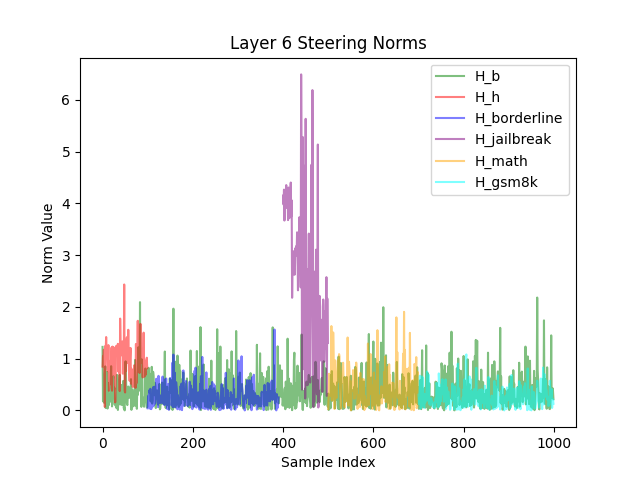 Layer 6 Steering Norms
H_b
H_h
H_borderline
H_jailbreak
H_math
H_gsm8k
Norm Value
6
5
4
3
2
1
0
0 200 400 600 800 1000
Sample Index